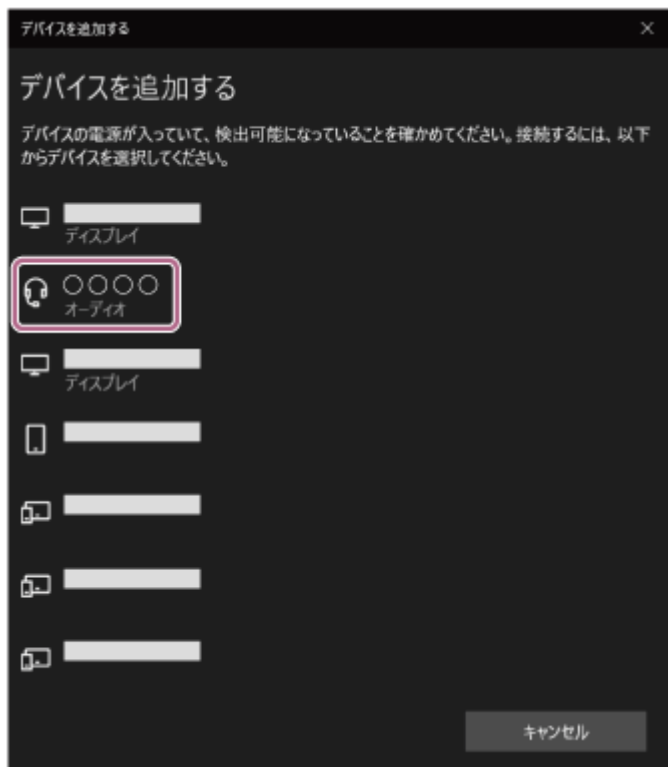 デバイスを追加する
デバイスを追加する
デバイスの電源が入っていて、検出可能になっていることを確かめてください。接続するには、以下
からデバイスを選択してください。
ディスプレイ
○○○○
オーディオ
ディスプレイ
キャンセル